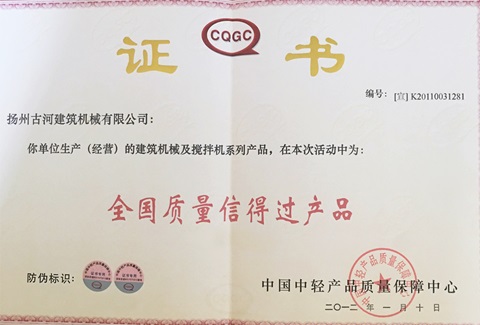 证 CQGC 书
编号： [宣] K20110031281
扬州古河建筑机械有限公司：
你单位生产（经营）的建筑机械及搅拌机系列产品，在本次活动中为：
全国质量信得过产品
防伪标识：
中国中轻产品质量保障中心
二〇一二年一月十日